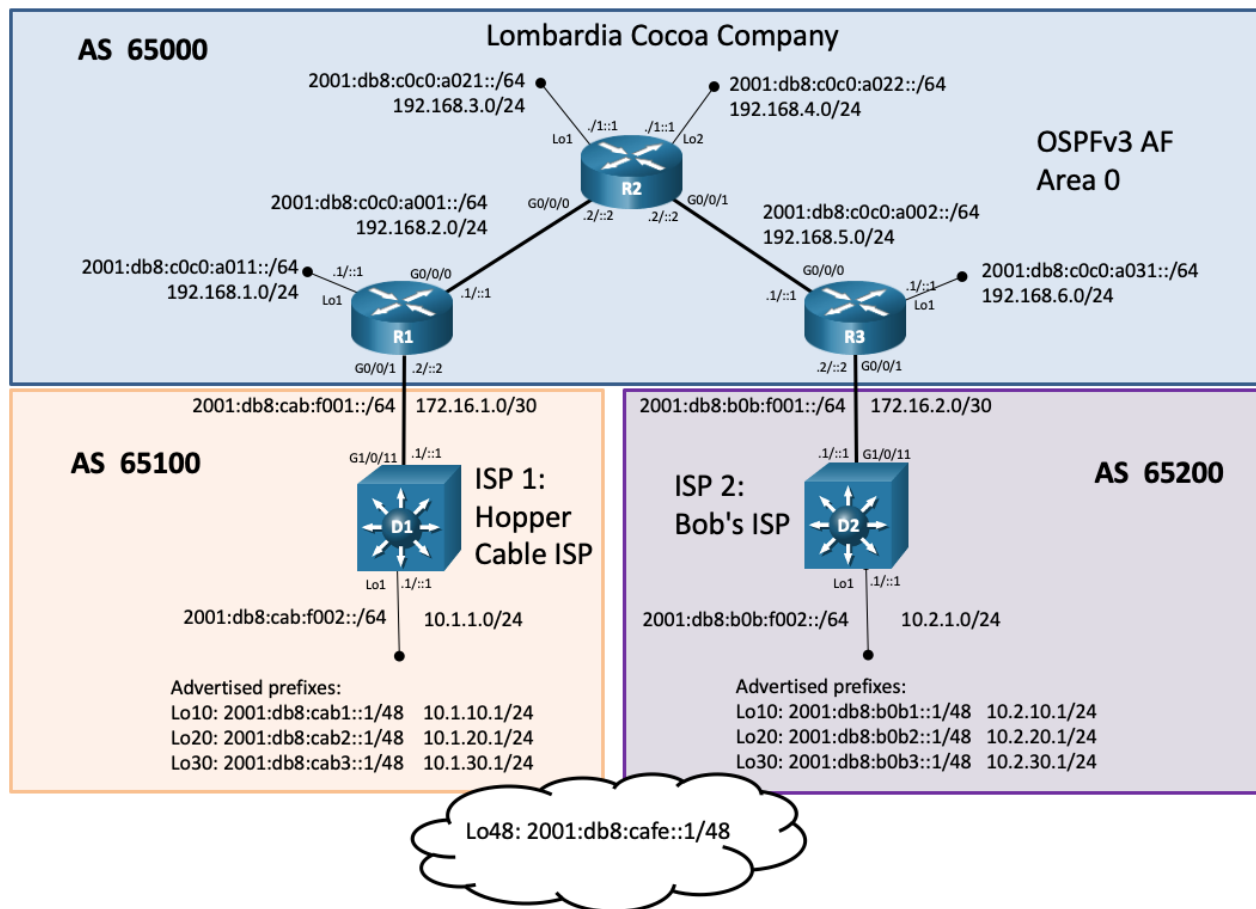 AS 65000
Lombardia Cocoa Company
2001:db8:c0c0:a021::/64
192.168.3.0/24
2001:db8:c0c0:a022::/64
192.168.4.0/24
Lo1
./1::1
./1::1
Lo2
R2
OSPFv3 AF
Area 0
2001:db8:c0c0:a001::/64
192.168.2.0/24
G0/0/0
.2/::2
.2/::2
G0/0/1
2001:db8:c0c0:a002::/64
192.168.5.0/24
2001:db8:c0c0:a011::/64
192.168.1.0/24
.1/::1
Lo1
G0/0/0
.1/::1
R1
G0/0/0
.1/::1
.1/::1
Lo1
R3
2001:db8:c0c0:a031::/64
192.168.6.0/24
G0/0/1
.2/::2
.2/::2
G0/0/1
2001:db8:cab:f001::/64
172.16.1.0/30
2001:db8:b0b:f001::/64
172.16.2.0/30
AS 65100
G1/0/11
.1/::1
D1
ISP 1:
Hopper
Cable ISP
Lo1
.1/::1
2001:db8:cab:f002::/64
10.1.1.0/24
Advertised prefixes:
Lo10: 2001:db8:cab1::1/48 10.1.10.1/24
Lo20: 2001:db8:cab2::1/48 10.1.20.1/24
Lo30: 2001:db8:cab3::1/48 10.1.30.1/24
ISP 2:
Bob's ISP
.1/::1
G1/0/11
D2
AS 65200
Lo1
.1/::1
2001:db8:b0b:f002::/64
10.2.1.0/24
Advertised prefixes:
Lo10: 2001:db8:b0b1::1/48 10.2.10.1/24
Lo20: 2001:db8:b0b2::1/48 10.2.20.1/24
Lo30: 2001:db8:b0b3::1/48 10.2.30.1/24
Lo48: 2001:db8:cafe::1/48